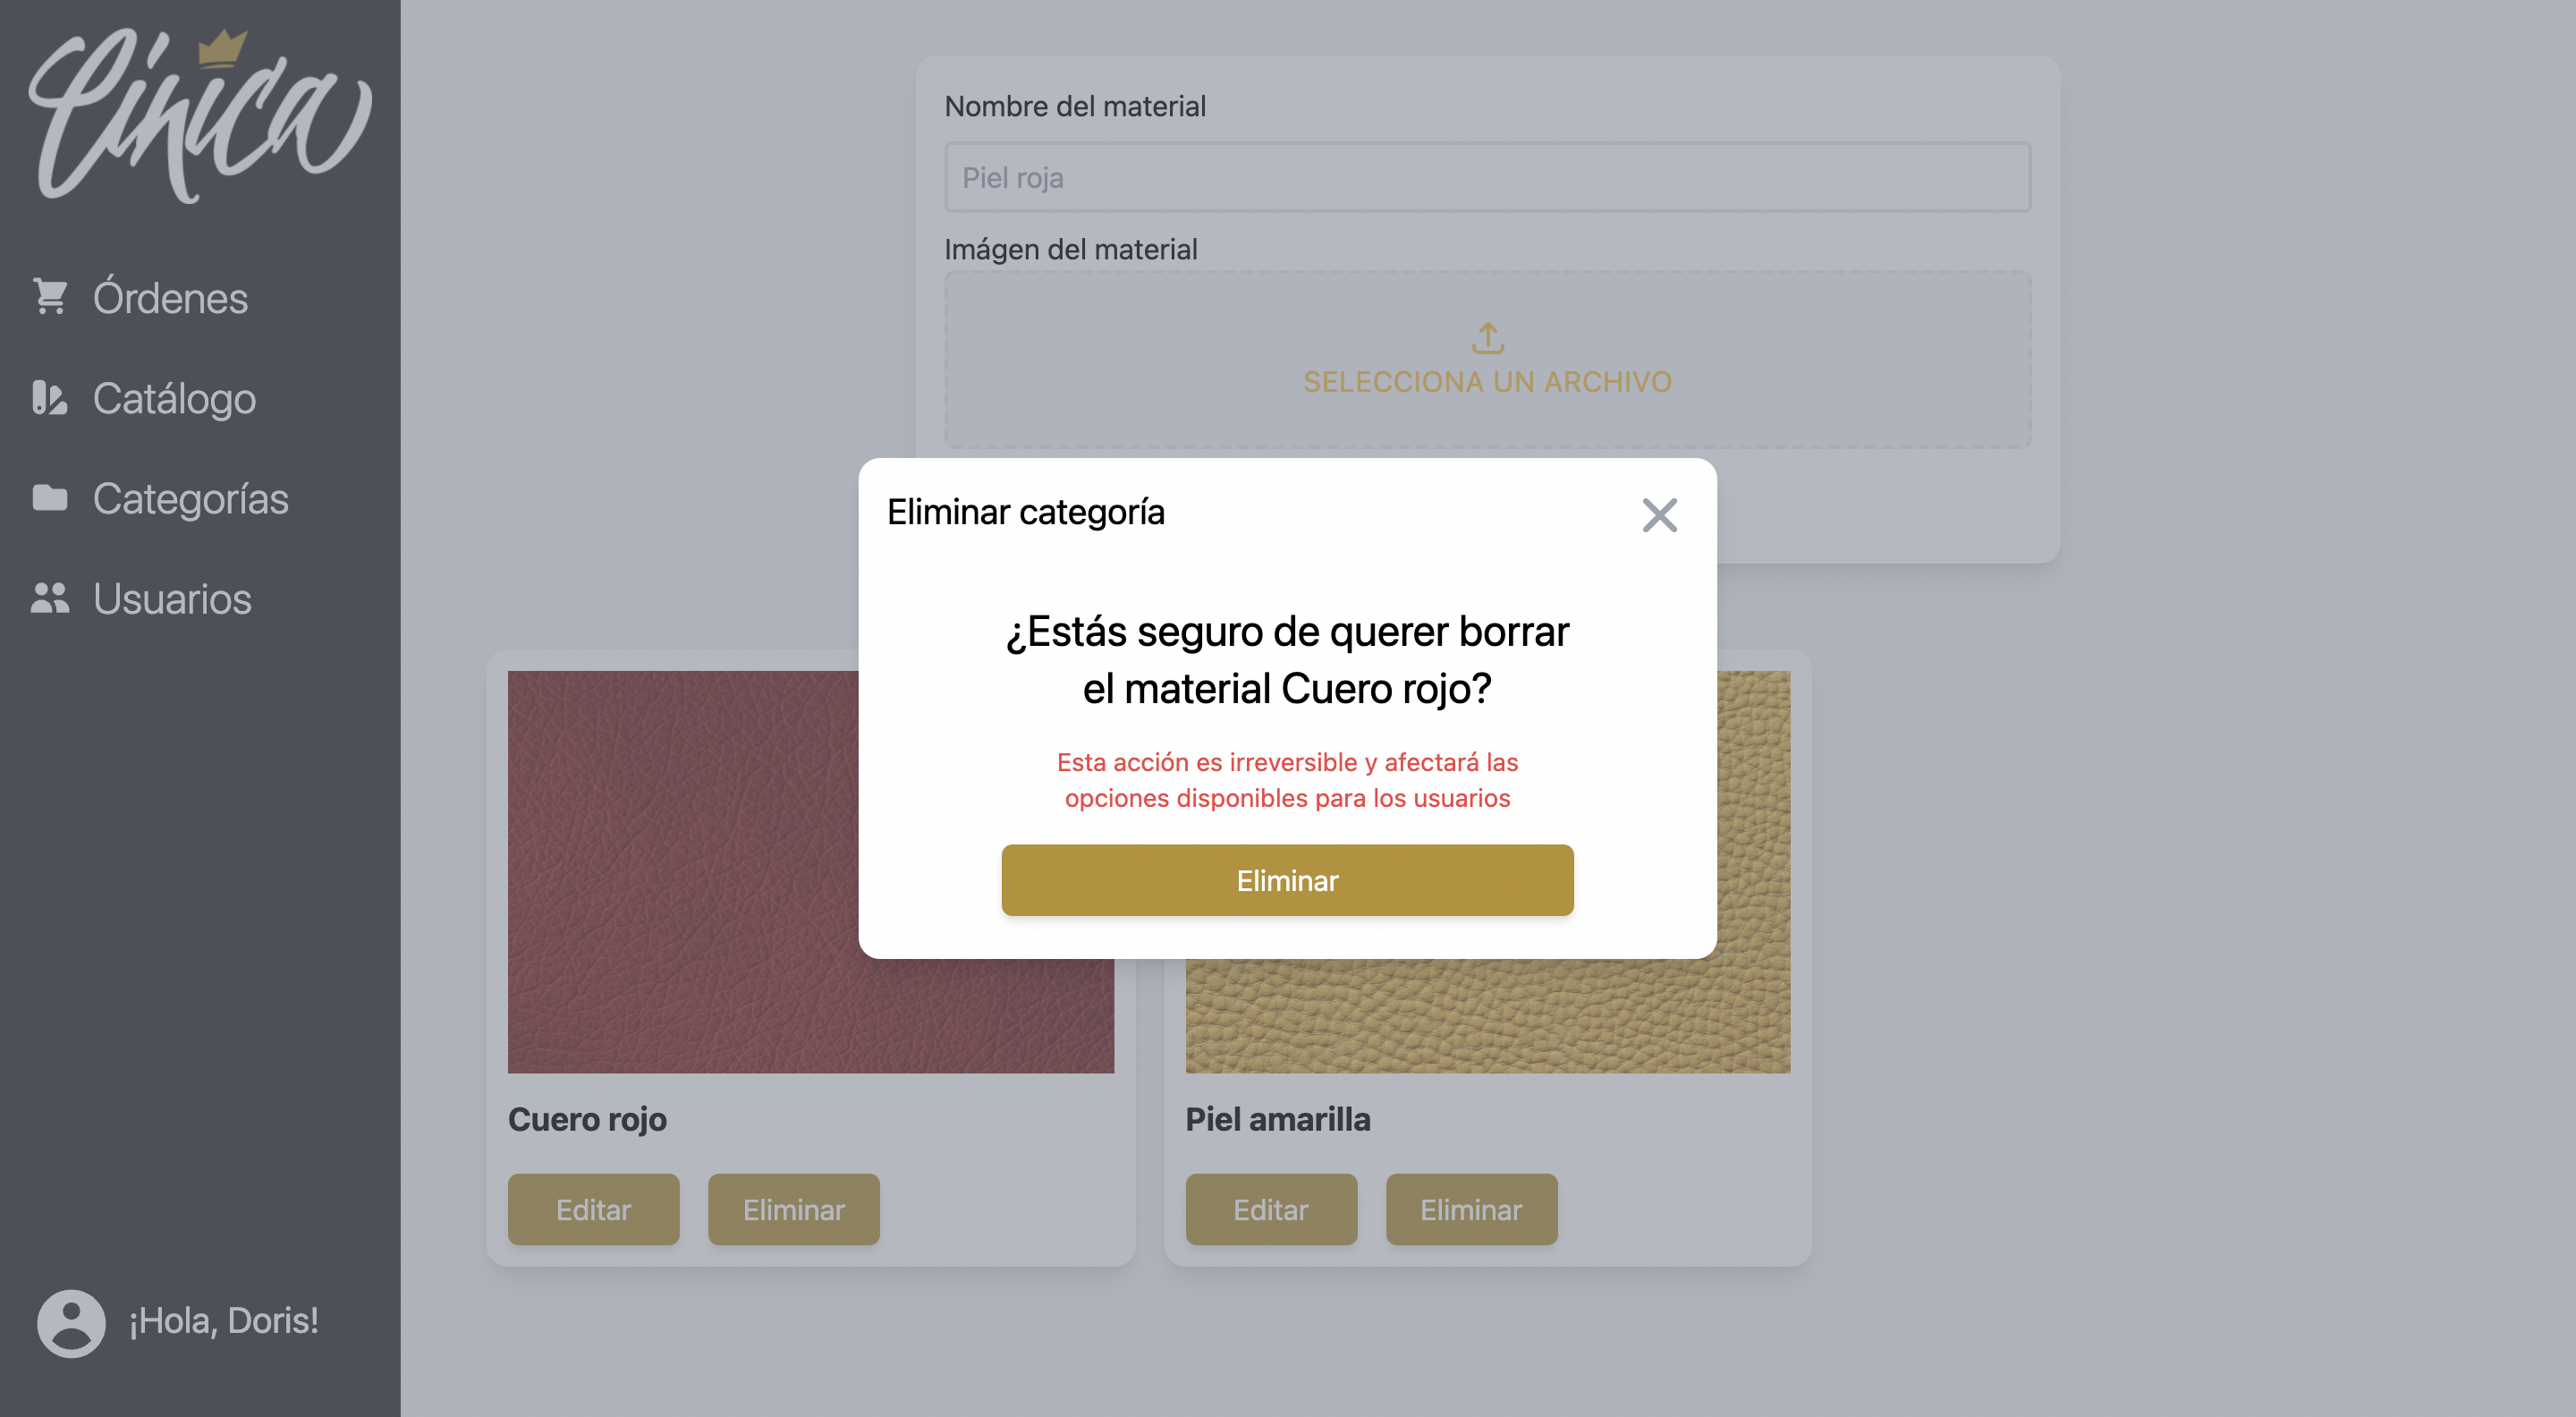 Cínica
Órdenes
Catálogo
Categorías
Usuarios
¡Hola, Doris!
Nombre del material
Piel roja
Imágen del material
SELECCIONA UN ARCHIVO
Eliminar categoría
¿Estás seguro de querer borrar
el material Cuero rojo?
Esta acción es irreversible y afectará las
opciones disponibles para los usuarios
Eliminar
Cuero rojo
Editar
Eliminar
Piel amarilla
Editar
Eliminar